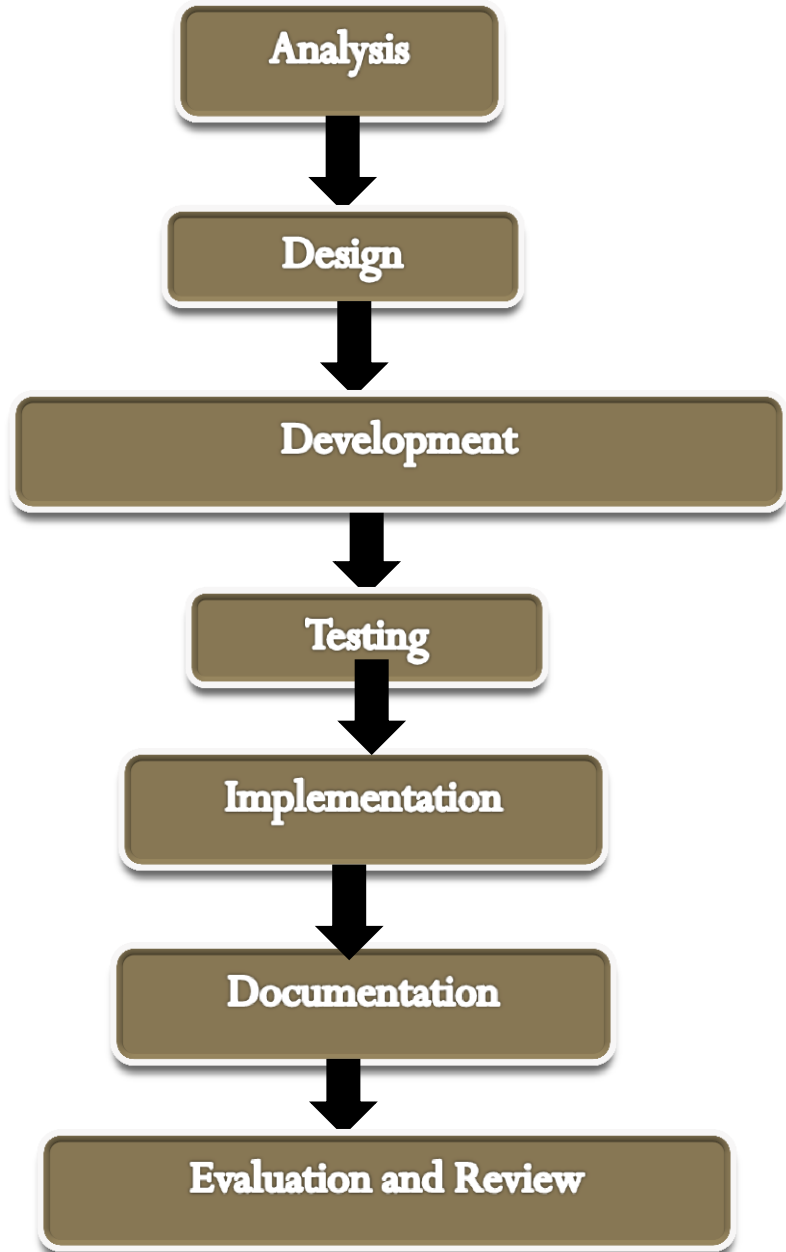 Analysis
Design
Development
Testing
Implementation
Documentation
Evaluation and Review